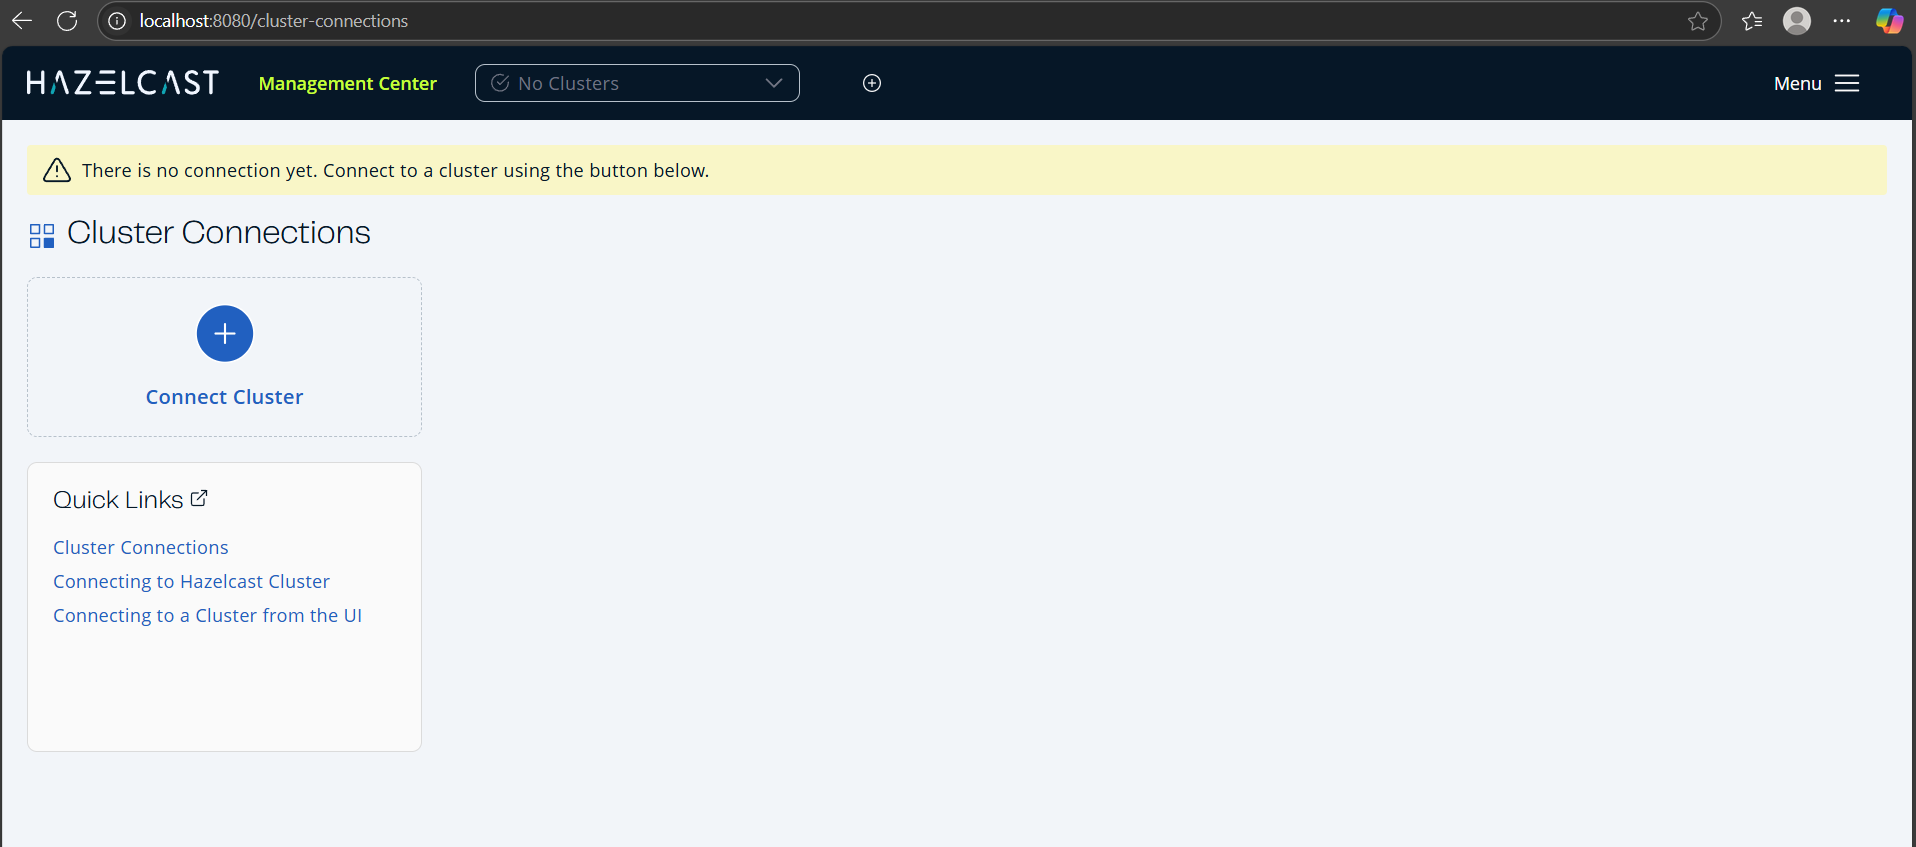 localhost:8080/cluster-connections
HAZELCAST Management Center No Clusters Menu
There is no connection yet. Connect to a cluster using the button below.
Cluster Connections
Connect Cluster
Quick Links
Cluster Connections
Connecting to Hazelcast Cluster
Connecting to a Cluster from the UI